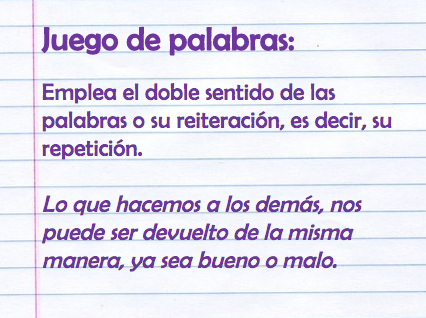 Juego de palabras:
Emplea el doble sentido de las
palabras o su reiteración, es decir, su
repetición.
Lo que hacemos a los demás, nos
puede ser devuelto de la misma
manera, ya sea bueno o malo.